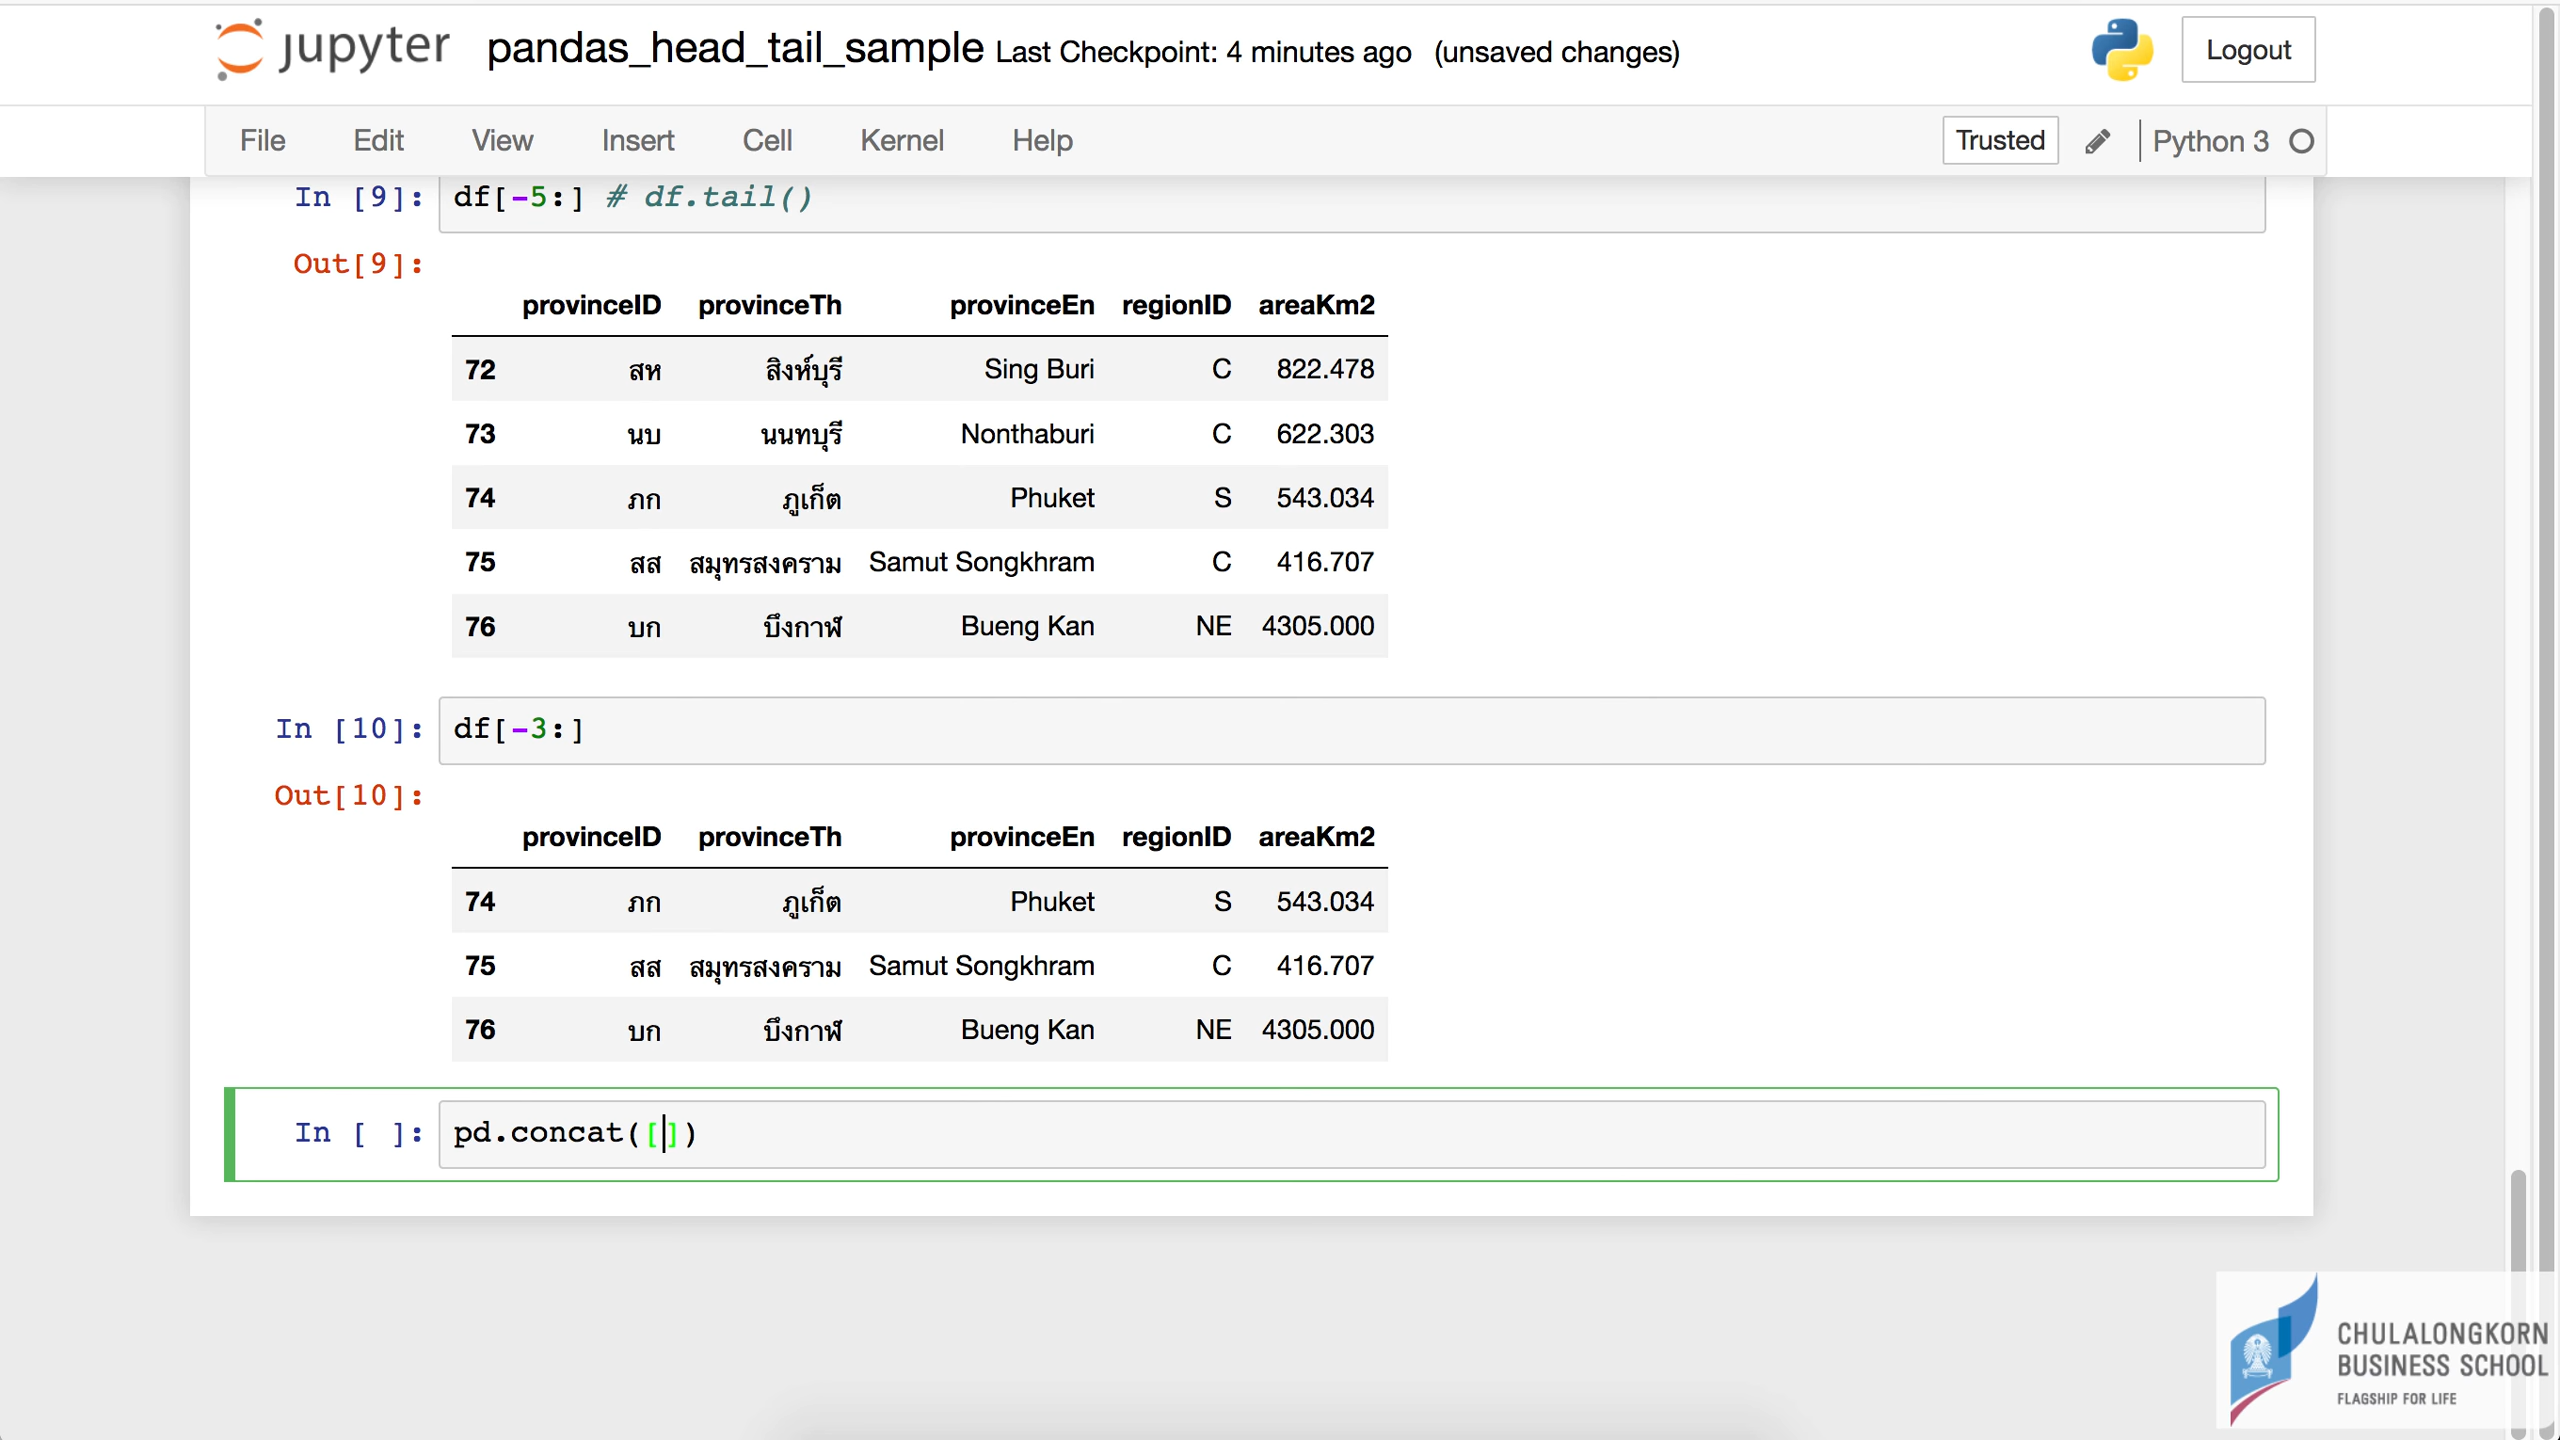 jupyter pandas_head_tail_sample Last Checkpoint: 4 minutes ago (unsaved changes) Logout
File Edit View Insert Cell Kernel Help Trusted Python 3
In [9]: df[-5:] # df.tail()
Out[9]:
provinceID provinceTh provinceEn regionID areaKm2
72 สห สิงห์บุรี Sing Buri C 822.478
73 นบ นนทบุรี Nonthaburi C 622.303
74 ภก ภูเก็ต Phuket S 543.034
75 สส สมุทรสงคราม Samut Songkhram C 416.707
76 บก บึงกาฬ Bueng Kan NE 4305.000
In [10]: df[-3:]
Out[10]:
provinceID provinceTh provinceEn regionID areaKm2
74 ภก ภูเก็ต Phuket S 543.034
75 สส สมุทรสงคราม Samut Songkhram C 416.707
76 บก บึงกาฬ Bueng Kan NE 4305.000
In [ ]: pd.concat([])
CHULALONGKORN
BUSINESS SCHOOL
FLAGSHIP FOR LIFE